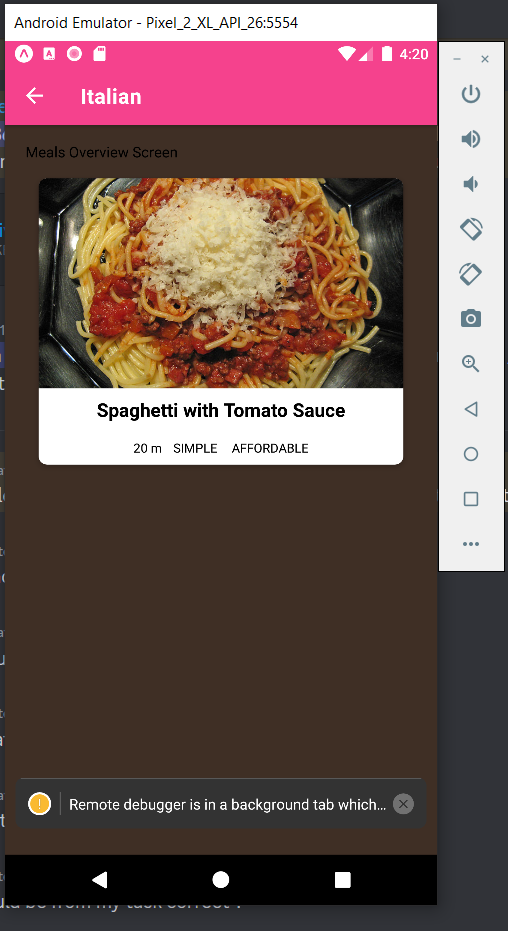 Android Emulator - Pixel_2_XL_API_26:5554
4:20
Italian
Meals Overview Screen
Spaghetti with Tomato Sauce
20 m SIMPLE AFFORDABLE
Remote debugger is in a background tab which...